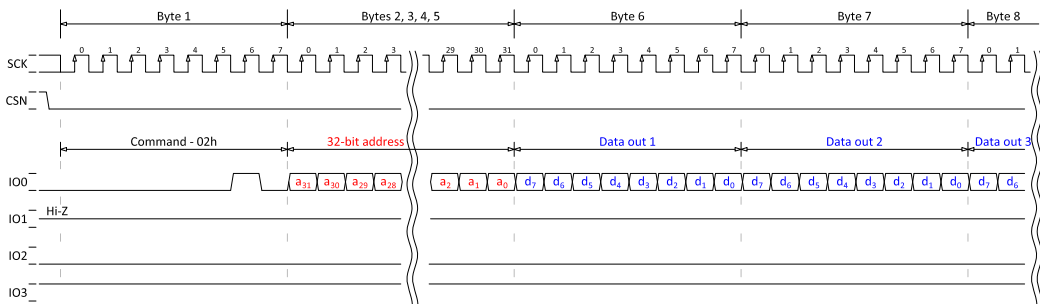 Byte 1 Bytes 2, 3, 4, 5 Byte 6 Byte 7 Byte 8
0 1 2 3 4 5 6 7 0 1 2 3 29 30 31 0 1 2 3 4 5 6 7 0 1 2 3 4 5 6 7 0 1
SCK
CSN
Command - 02h 32-bit address Data out 1 Data out 2 Data out 3
IO0 a31 a30 a29 a28 a2 a1 a0 d7 d6 d5 d4 d3 d2 d1 d0 d7 d6 d5 d4 d3 d2 d1 d0 d7 d6
Hi-Z
IO1
IO2
IO3